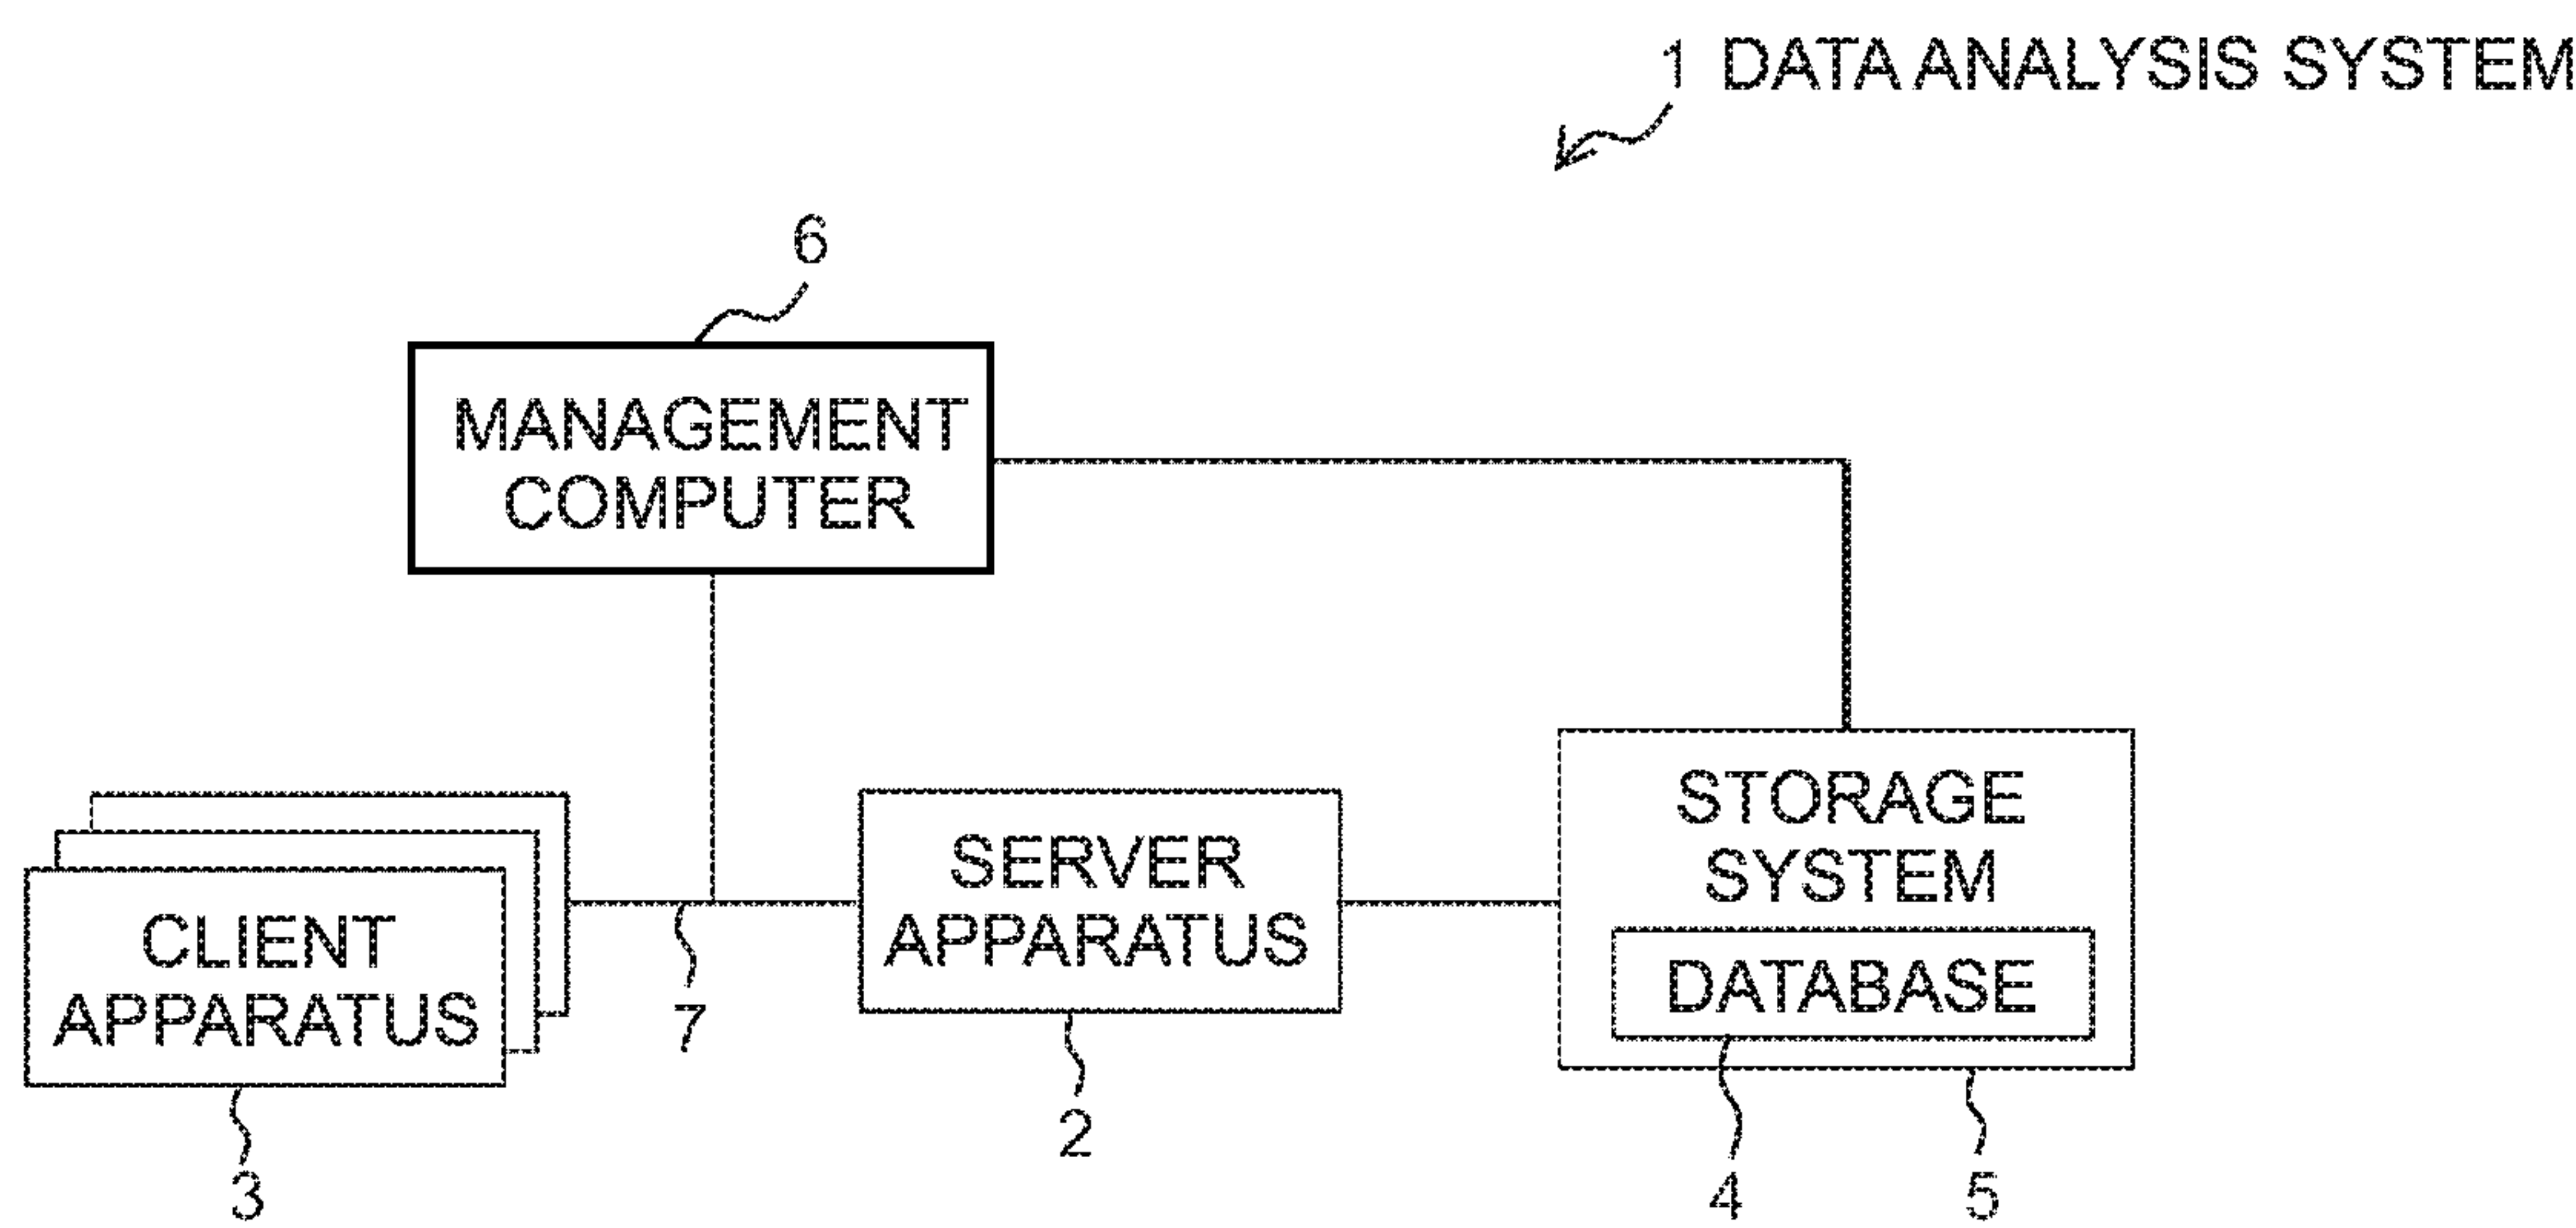 1 DATA ANALYSIS SYSTEM
6
MANAGEMENT
COMPUTER
CLIENT
APPARATUS
3
7
SERVER
APPARATUS
2
STORAGE
SYSTEM
DATABASE
4
5